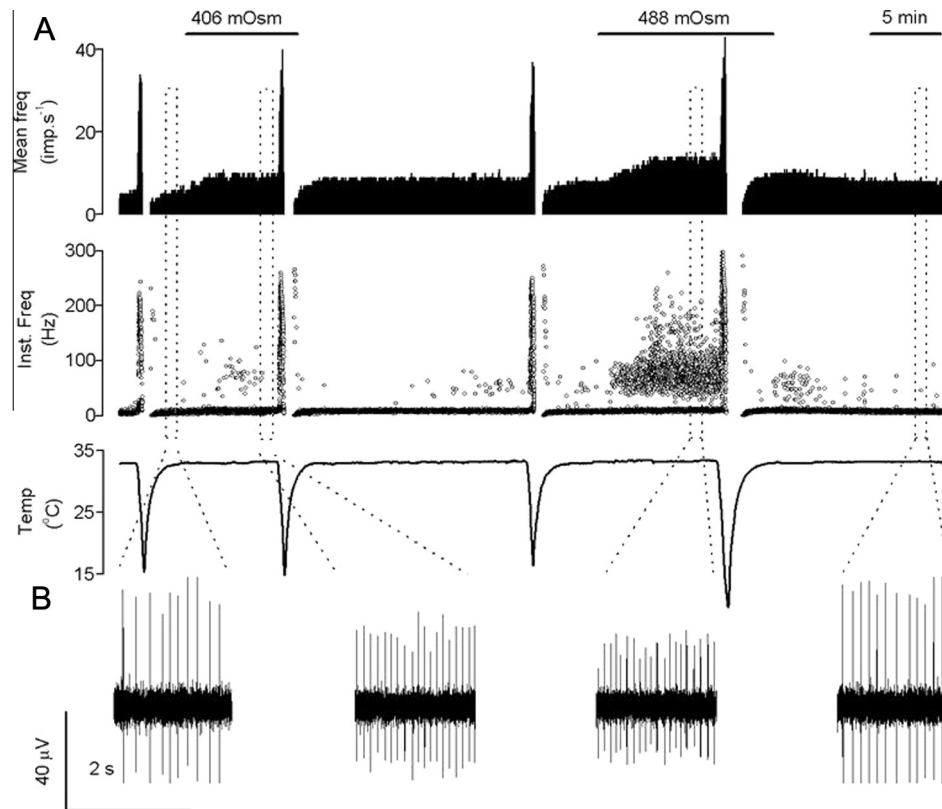 A
406 mOsm
488 mOsm
5 min
Mean freq
(imp.s-1)
40
20
0
Inst. Freq
(Hz)
300
200
100
0
Temp
(°C)
35
25
15
B
40 µV
2 s